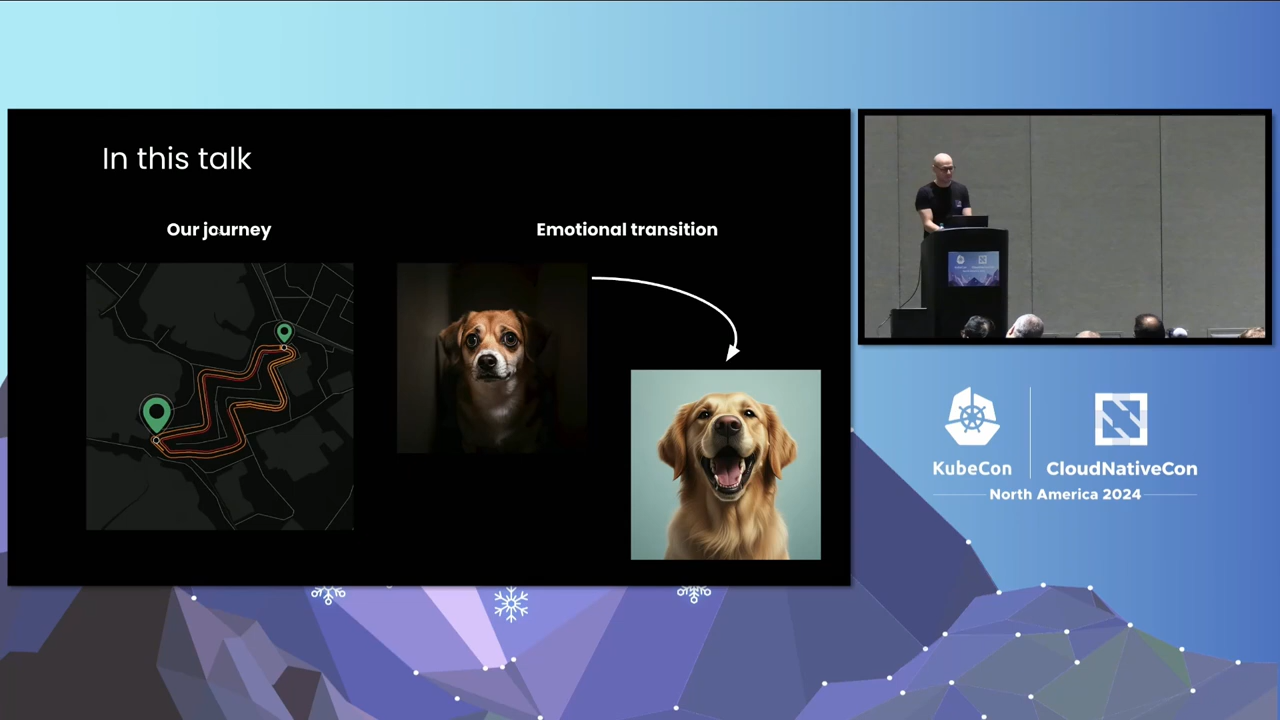 In this talk
Our journey
Emotional transition
KubeCon
CloudNativeCon
North America 2024